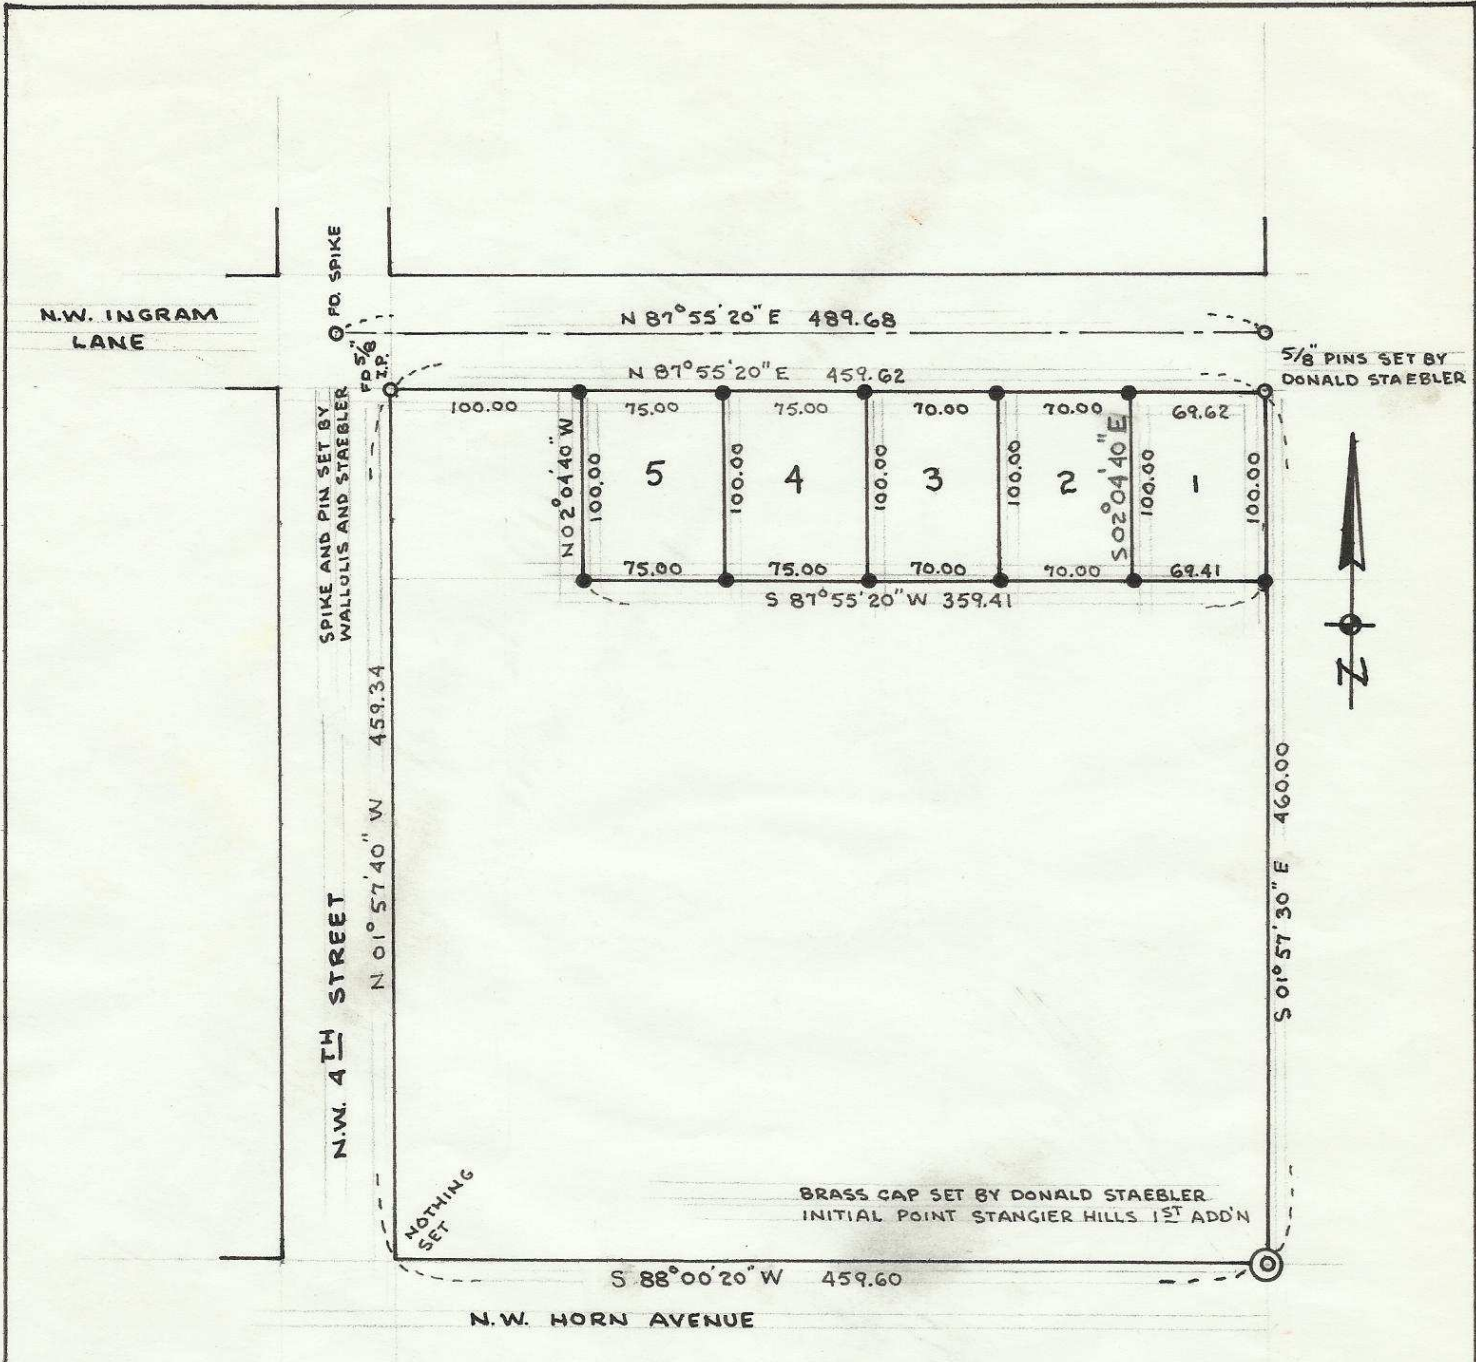 FD. SPIKE
N.W. INGRAM
LANE
N 87°55'20" E 489.68
FD 5/8"
I.P.
5/8" PINS SET BY
DONALD STAEBLER
N 87°55'20" E 459.62
100.00
75.00
75.00
70.00
70.00
69.62
SPIKE AND PIN SET BY
WALLULIS AND STAEBLER
N 02°04'40" W
100.00
5
100.00
4
100.00
3
100.00
2
S 02°04'40" E
100.00
1
100.00
75.00
75.00
70.00
70.00
69.41
S 87°55'20" W 359.41
N
N 01°57'40" W 459.34
S 01°57'30" E 460.00
N.W. 4TH STREET
NOTHING
SET
BRASS CAP SET BY DONALD STAEBLER
INITIAL POINT STANGIER HILLS 1ST ADD'N
S 88°00'20" W 459.60
N.W. HORN AVENUE